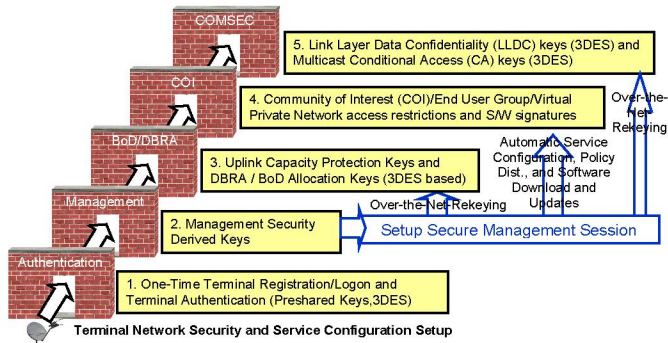 COMSEC
5. Link Layer Data Confidentiality (LLDC) keys (3DES) and
Multicast Conditional Access (CA) keys (3DES)
COI
4. Community of Interest (COI)/End User Group/Virtual
Private Network access restrictions and S/W signatures
Over-the-
Net
Rekeying
BoD/DBRA
3. Uplink Capacity Protection Keys and
DBRA / BoD Allocation Keys (3DES based)
Automatic Service
Configuration, Policy
Dist., and Software
Download and
Updates
Management
Over-the-Net-Rekeying
2. Management Security
Derived Keys
Setup Secure Management Session
Authentication
1. One-Time Terminal Registration/Logon and
Terminal Authentication (Preshared Keys,3DES)
Terminal Network Security and Service Configuration Setup